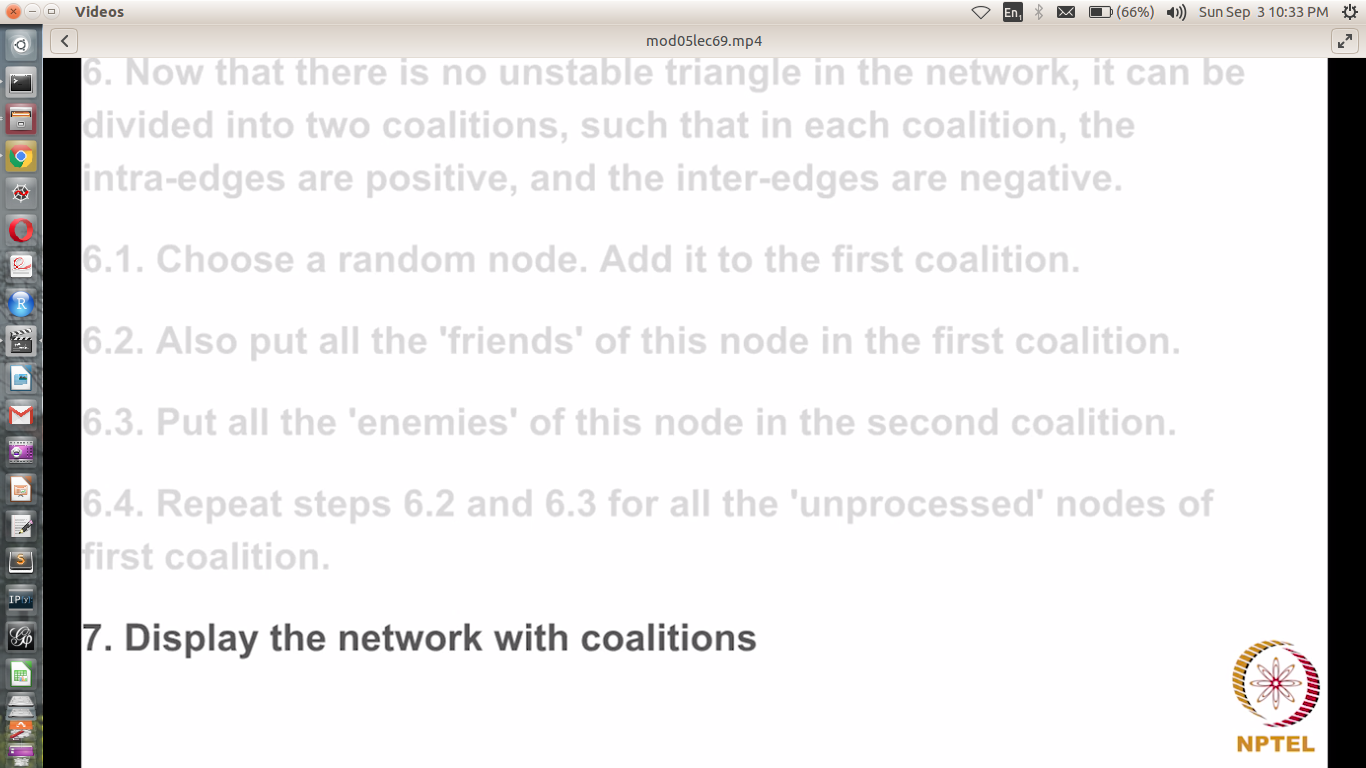 Videos
En1
(66%)
Sun Sep 3 10:33 PM
mod05lec69.mp4
6. Now that there is no unstable triangle in the network, it can be
divided into two coalitions, such that in each coalition, the
intra-edges are positive, and the inter-edges are negative.
6.1. Choose a random node. Add it to the first coalition.
6.2. Also put all the 'friends' of this node in the first coalition.
6.3. Put all the 'enemies' of this node in the second coalition.
6.4. Repeat steps 6.2 and 6.3 for all the 'unprocessed' nodes of
first coalition.
7. Display the network with coalitions
NPTEL
R
S